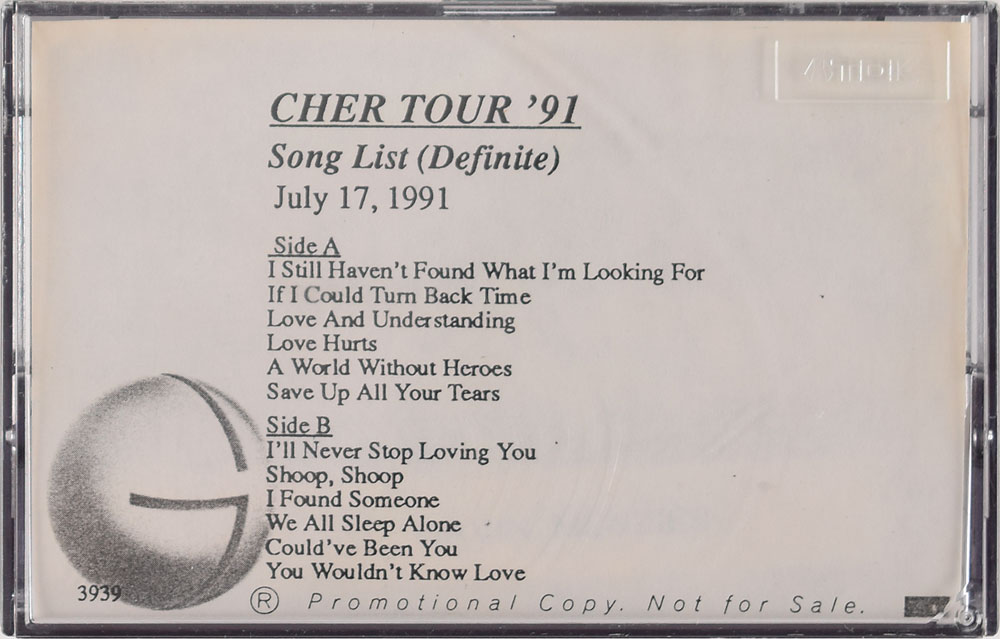 TDK
CHER TOUR ’91
Song List (Definite)
July 17, 1991
Side A
I Still Haven’t Found What I’m Looking For
If I Could Turn Back Time
Love And Understanding
Love Hurts
A World Without Heroes
Save Up All Your Tears
Side B
I’ll Never Stop Loving You
Shoop, Shoop
I Found Someone
We All Sleep Alone
Could’ve Been You
You Wouldn’t Know Love
3939
Ⓡ Promotional Copy. Not for Sale.